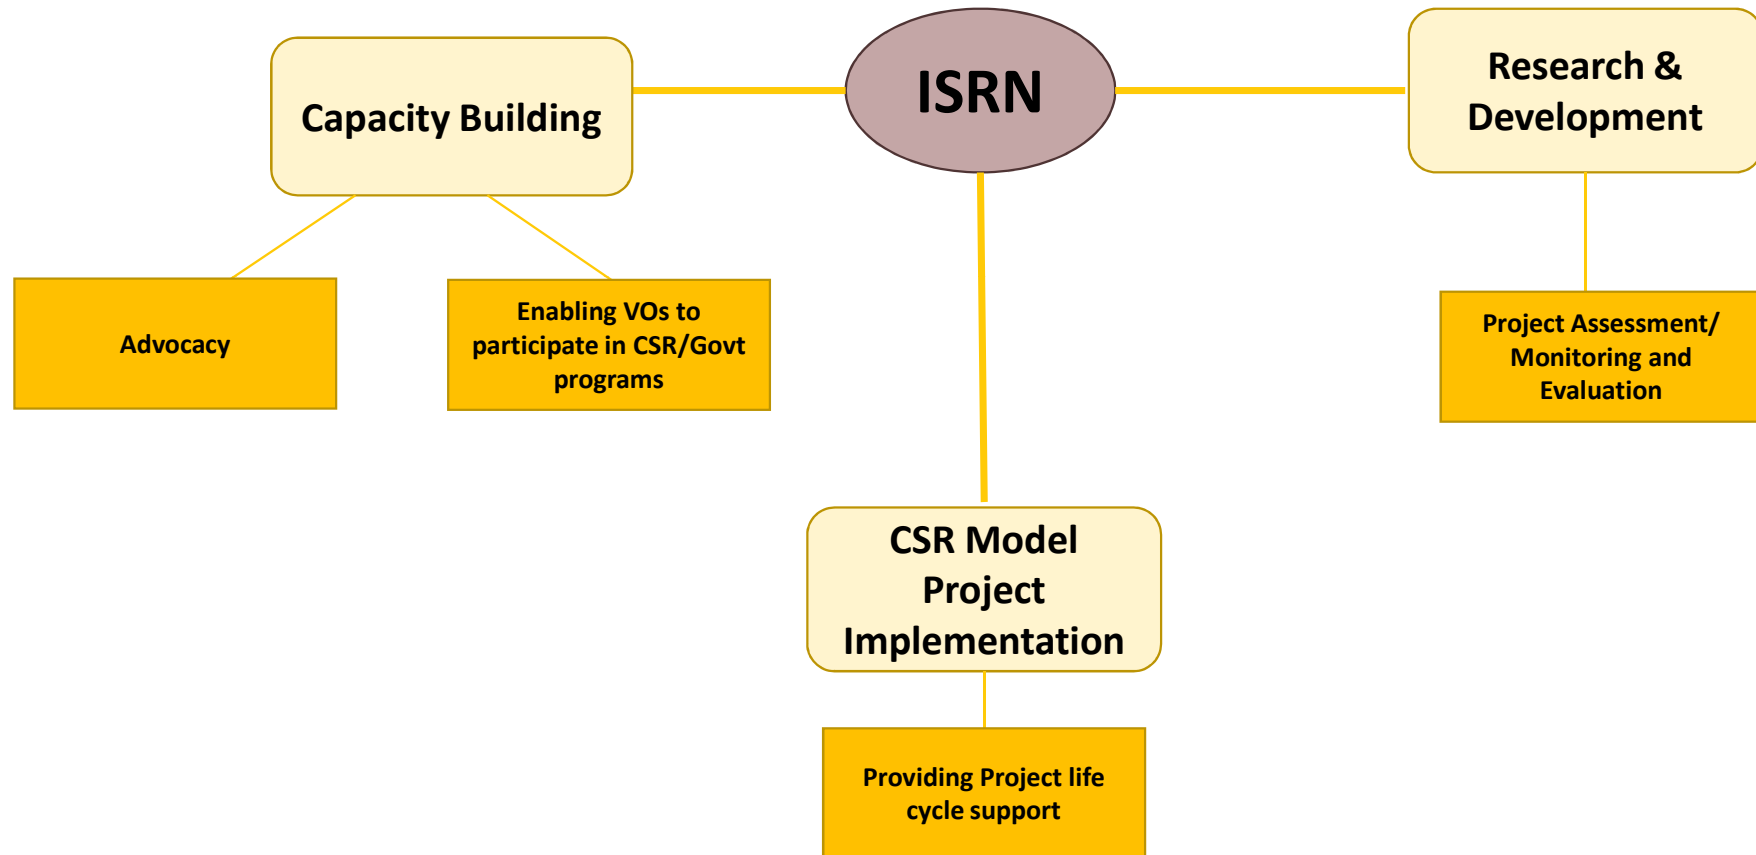 ISRN
Capacity Building
Research &
Development
Advocacy
Enabling VOs to
participate in CSR/Govt
programs
Project Assessment/
Monitoring and
Evaluation
CSR Model
Project
Implementation
Providing Project life
cycle support